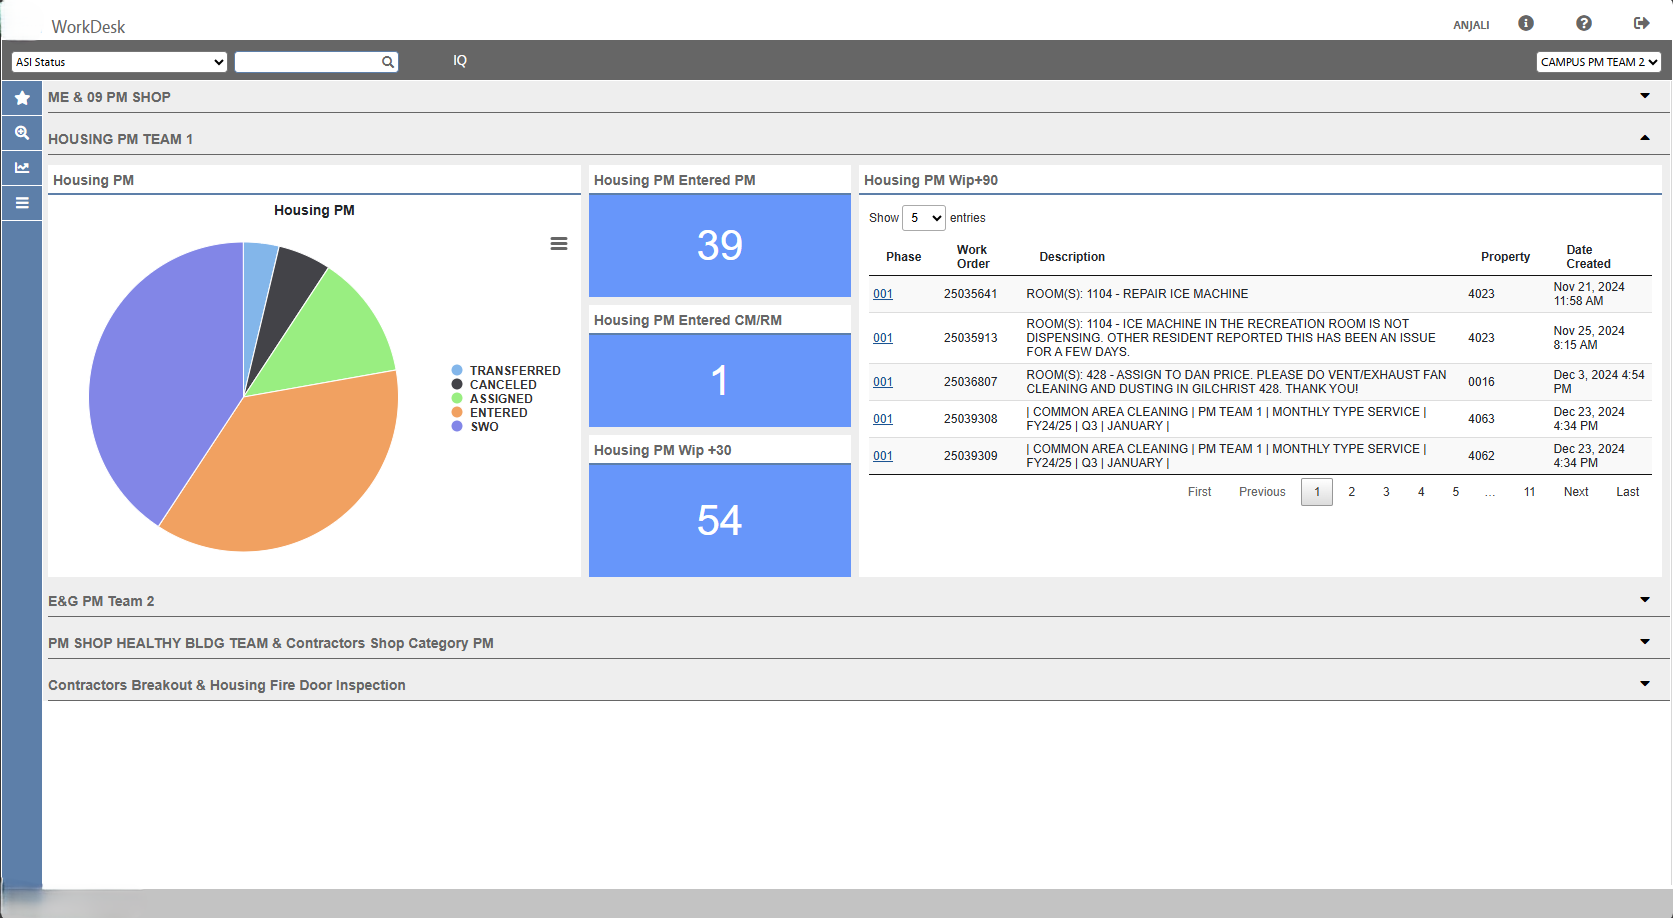 WorkDesk
ANJALI
ASI Status
IQ
CAMPUS PM TEAM 2
ME & 09 PM SHOP
HOUSING PM TEAM 1
Housing PM
Housing PM
TRANSFERRED
CANCELED
ASSIGNED
ENTERED
SWO
Housing PM Entered PM
39
Housing PM Entered CM/RM
1
Housing PM Wip +30
54
Housing PM Wip+90
Show 5 entries
Phase Work Order Description Property Date Created
001 25035641 ROOM(S): 1104 - REPAIR ICE MACHINE 4023 Nov 21, 2024 11:58 AM
001 25035913 ROOM(S): 1104 - ICE MACHINE IN THE RECREATION ROOM IS NOT DISPENSING. OTHER RESIDENT REPORTED THIS HAS BEEN AN ISSUE FOR A FEW DAYS. 4023 Nov 25, 2024 8:15 AM
001 25036807 ROOM(S): 428 - ASSIGN TO DAN PRICE. PLEASE DO VENT/EXHAUST FAN CLEANING AND DUSTING IN GILCHRIST 428. THANK YOU! 0016 Dec 3, 2024 4:54 PM
001 25039308 | COMMON AREA CLEANING | PM TEAM 1 | MONTHLY TYPE SERVICE | FY24/25 | Q3 | JANUARY | 4063 Dec 23, 2024 4:34 PM
001 25039309 | COMMON AREA CLEANING | PM TEAM 1 | MONTHLY TYPE SERVICE | FY24/25 | Q3 | JANUARY | 4062 Dec 23, 2024 4:34 PM
First Previous 1 2 3 4 5 … 11 Next Last
E&G PM Team 2
PM SHOP HEALTHY BLDG TEAM & Contractors Shop Category PM
Contractors Breakout & Housing Fire Door Inspection